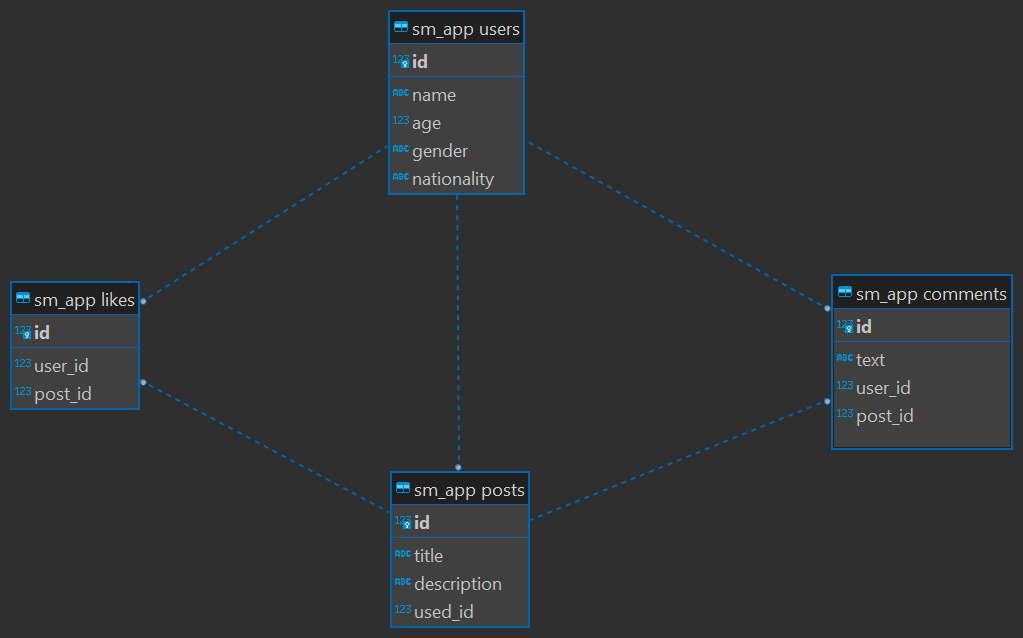 sm_app users
123 id
ABC name
123 age
ABC gender
ABC nationality
sm_app likes
123 id
123 user_id
123 post_id
sm_app comments
123 id
ABC text
123 user_id
123 post_id
sm_app posts
123 id
ABC title
ABC description
123 used_id